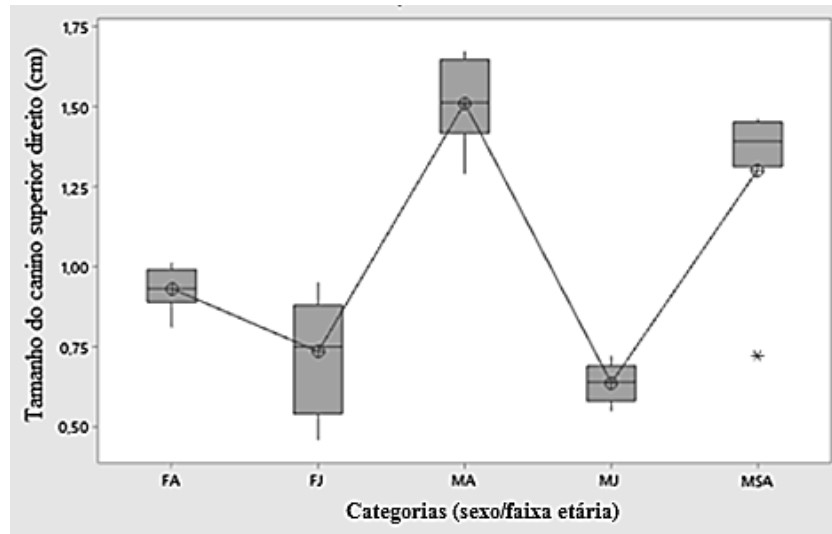 Tamanho do canino superior direito (cm)
1,75
1,50
1,25
1,00
0,75
0,50
FA FJ MA MJ MSA
Categorias (sexo/faixa etária)